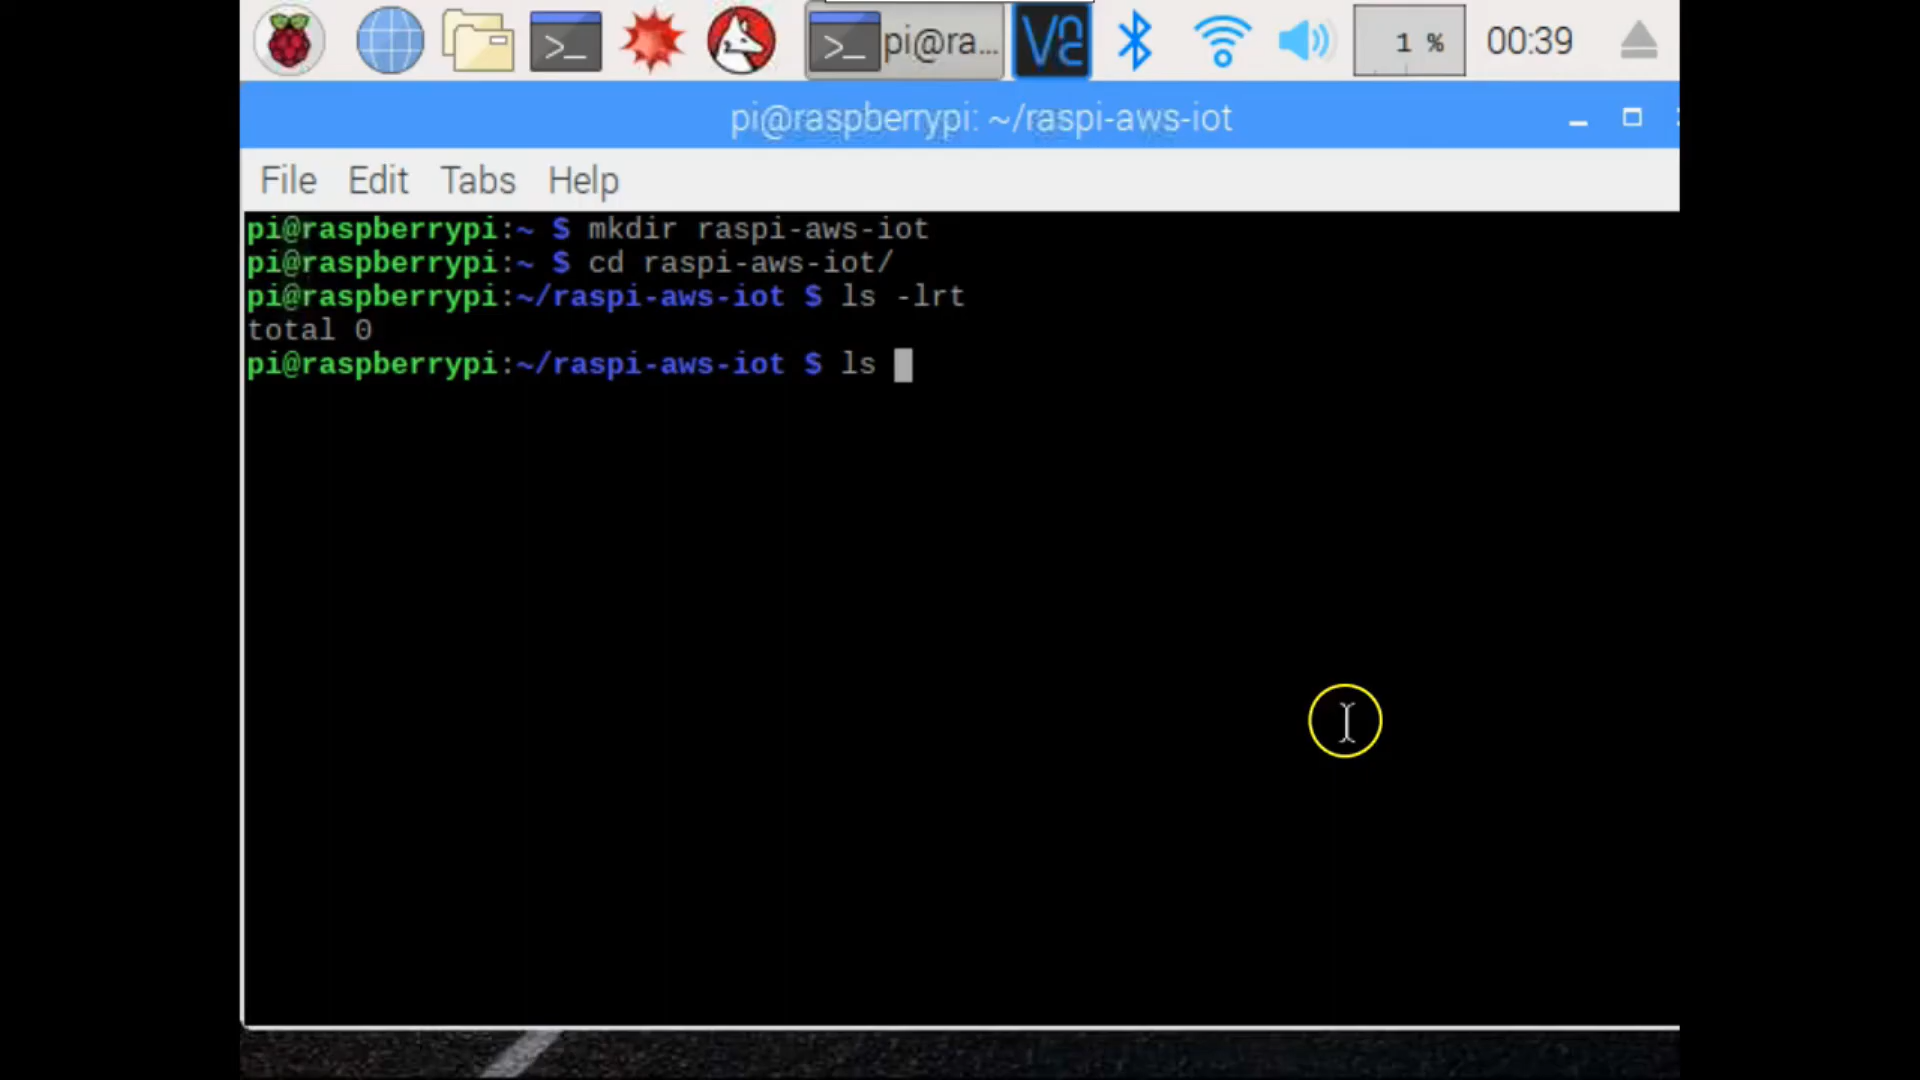 pi@ra...
VNC
1 %
00:39
pi@raspberrypi: ~/raspi-aws-iot
File Edit Tabs Help
pi@raspberrypi:~ $ mkdir raspi-aws-iot
pi@raspberrypi:~ $ cd raspi-aws-iot/
pi@raspberrypi:~/raspi-aws-iot $ ls -lrt
total 0
pi@raspberrypi:~/raspi-aws-iot $ ls